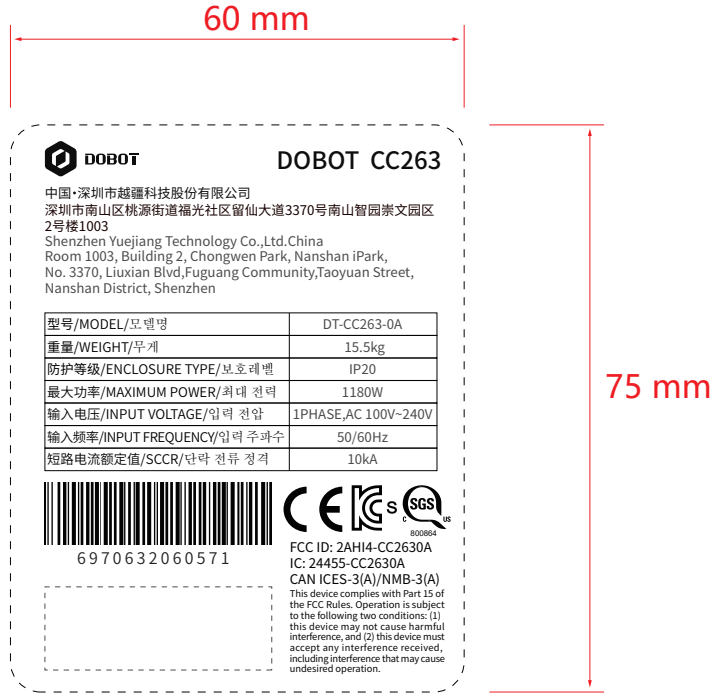 60 mm
DOBOT
DOBOT CC263
中国·深圳市越疆科技股份有限公司
深圳市南山区桃源街道福光社区留仙大道3370号南山智园崇文园区
2号楼1003
Shenzhen Yuejiang Technology Co.,Ltd.China
Room 1003, Building 2, Chongwen Park, Nanshan iPark,
No. 3370, Liuxian Blvd,Fuguang Community,Taoyuan Street,
Nanshan District, Shenzhen
型号/MODEL/모델명 DT-CC263-0A
重量/WEIGHT/무게 15.5kg
防护等级/ENCLOSURE TYPE/보호레벨 IP20
最大功率/MAXIMUM POWER/최대 전력 1180W
输入电压/INPUT VOLTAGE/입력 전압 1PHASE,AC 100V~240V
输入频率/INPUT FREQUENCY/입력 주파수 50/60Hz
短路电流额定值/SCCR/단락 전류 정격 10kA
75 mm
6970632060571
CE KC S c SGS us
800864
FCC ID: 2AHI4-CC2630A
IC: 24455-CC2630A
CAN ICES-3(A)/NMB-3(A)
This device complies with Part 15 of
the FCC Rules. Operation is subject
to the following two conditions: (1)
this device may not cause harmful
interference, and (2) this device must
accept any interference received,
including interference that may cause
undesired operation.